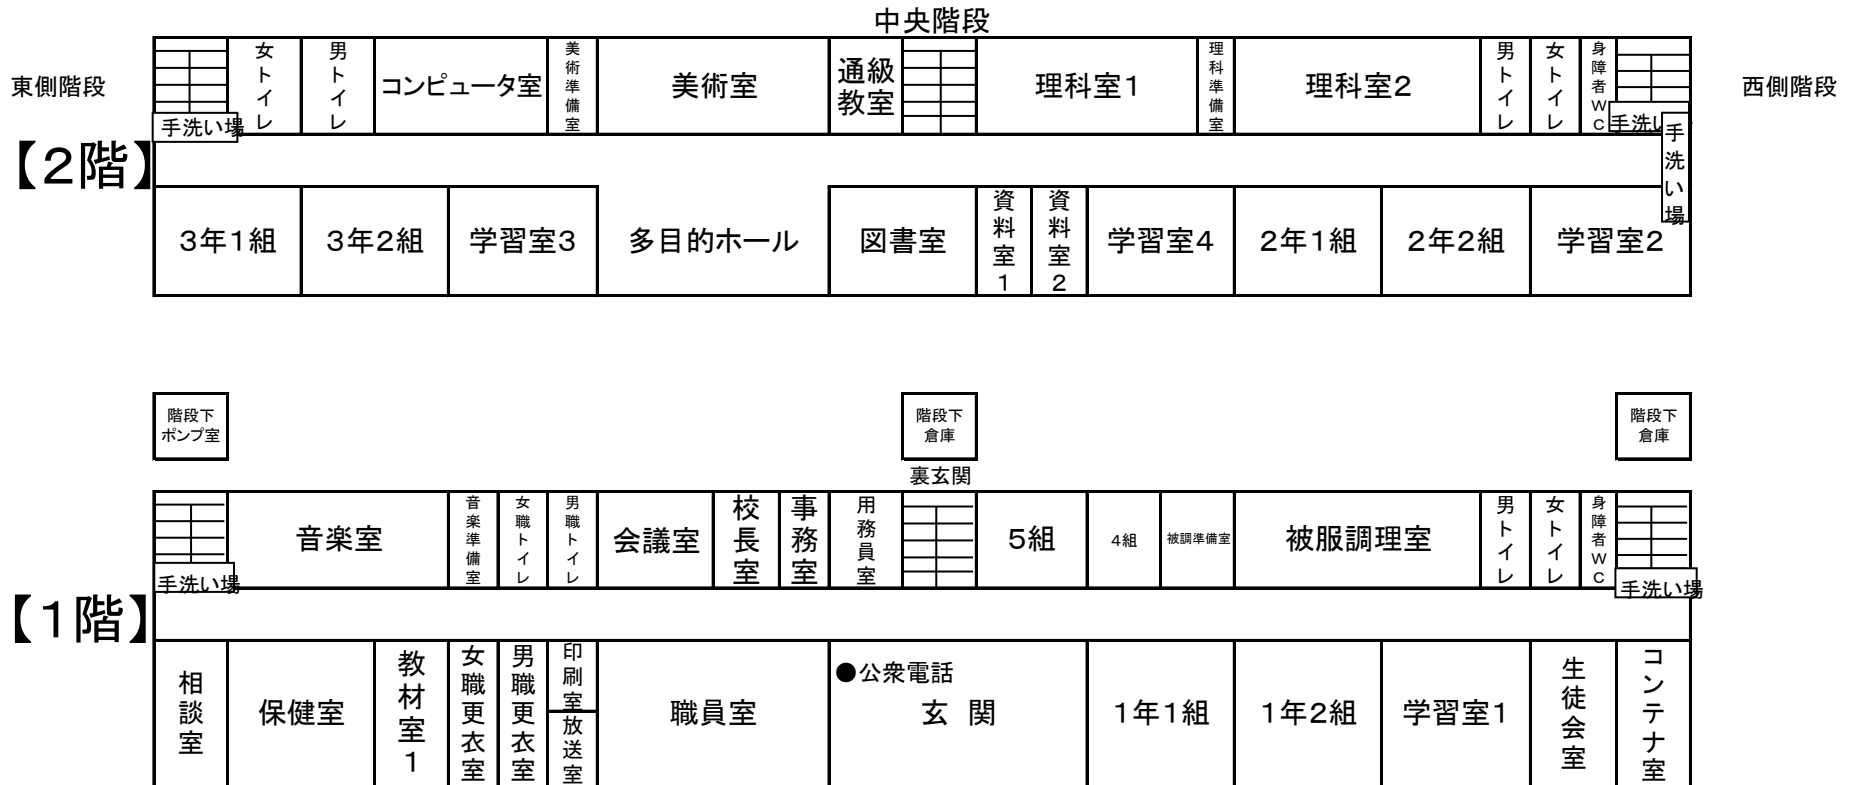 中央階段
東側階段
女トイレ
男トイレ
コンピュータ室
美術準備室
美術室
通級
教室
理科室1
理科準備室
理科室2
男トイレ
女トイレ
身障者WC
西側階段
手洗い場
手洗い場
手洗い場
【2階】
3年1組
3年2組
学習室3
多目的ホール
図書室
資料室1
資料室2
学習室4
2年1組
2年2組
学習室2
階段下
ポンプ室
階段下
倉庫
階段下
倉庫
裏玄関
音楽室
音楽準備室
女職トイレ
男職トイレ
会議室
校長室
事務室
用務員室
5組
4組
被調準備室
被服調理室
男トイレ
女トイレ
身障者WC
手洗い場
手洗い場
【1階】
相談室
保健室
教材室1
女職更衣室
男職更衣室
印刷室
放送室
職員室
●公衆電話
玄 関
1年1組
1年2組
学習室1
生徒会室
コンテナ室